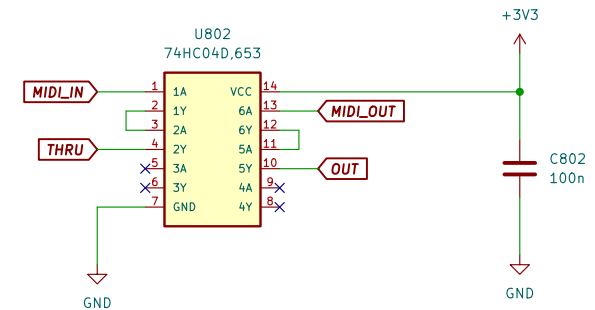 +3V3
U802
74HC04D,653
MIDI_IN 1 1A VCC 14
2 1Y 6A 13 MIDI_OUT
3 2A 6Y 12
THRU 4 2Y 5A 11
5 3A 5Y 10 OUT
6 3Y 4A 9
7 GND 4Y 8
C802
100n
GND
GND